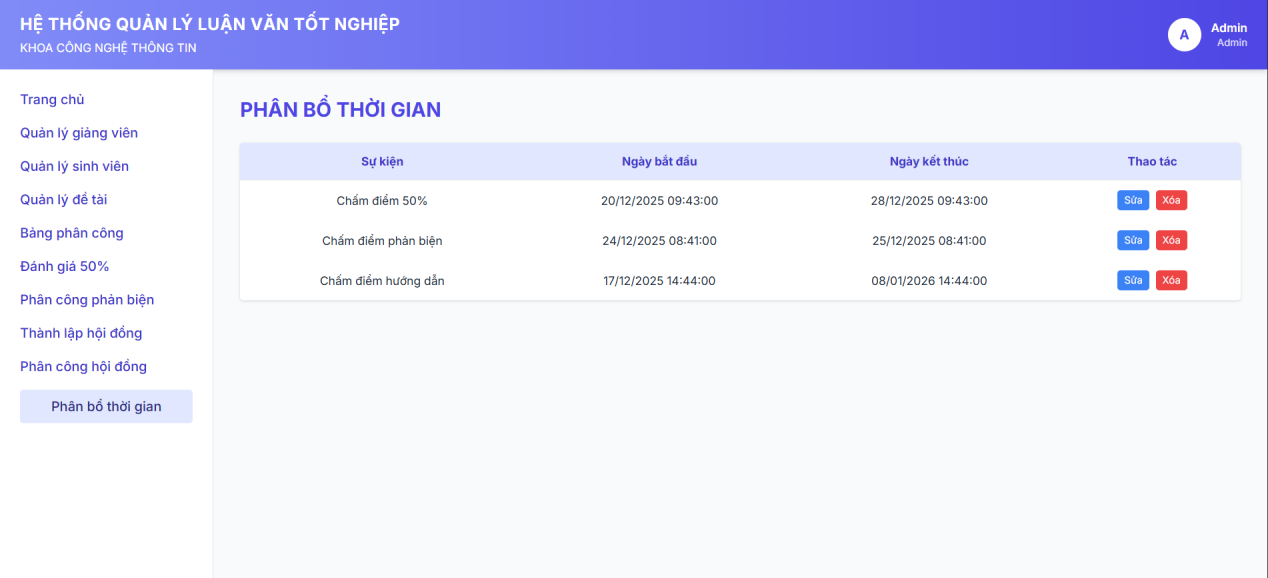 HỆ THỐNG QUẢN LÝ LUẬN VĂN TỐT NGHIỆP
KHOA CÔNG NGHỆ THÔNG TIN
A
Admin
Admin
Trang chủ
Quản lý giảng viên
Quản lý sinh viên
Quản lý đề tài
Bảng phân công
Đánh giá 50%
Phân công phản biện
Thành lập hội đồng
Phân công hội đồng
Phân bổ thời gian
PHÂN BỔ THỜI GIAN
Sự kiện Ngày bắt đầu Ngày kết thúc Thao tác
Chấm điểm 50% 20/12/2025 09:43:00 28/12/2025 09:43:00 Sửa Xóa
Chấm điểm phản biện 24/12/2025 08:41:00 25/12/2025 08:41:00 Sửa Xóa
Chấm điểm hướng dẫn 17/12/2025 14:44:00 08/01/2026 14:44:00 Sửa Xóa